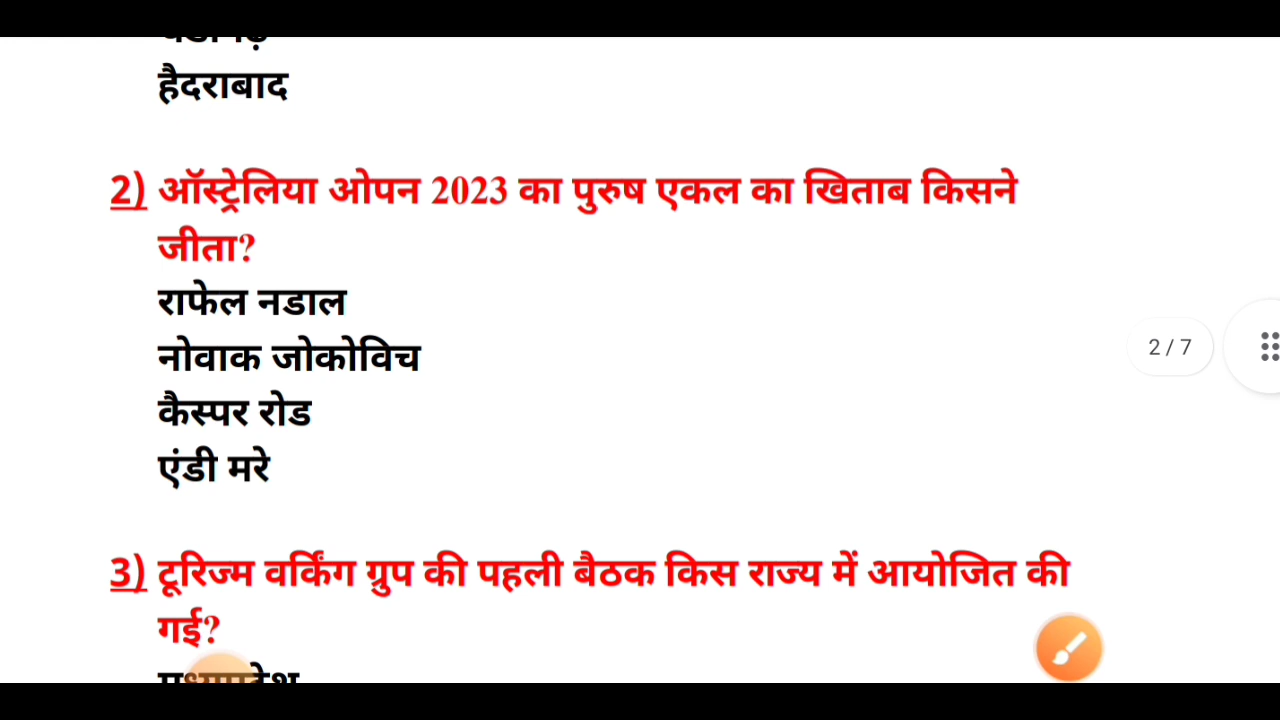 हैदराबाद
2) ऑस्ट्रेलिया ओपन 2023 का पुरुष एकल का खिताब किसने
जीता?
राफेल नडाल
नोवाक जोकोविच
2 / 7
कैस्पर रोड
एंडी मरे
3) टूरिज्म वर्किंग ग्रुप की पहली बैठक किस राज्य में आयोजित की
गई?